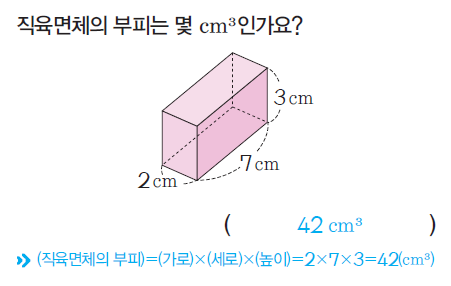 직육면체의 부피는 몇 cm³인가요?
3 cm
7 cm
2 cm
( 42 cm³ )
(직육면체의 부피)=(가로)×(세로)×(높이)=2×7×3=42(cm³)